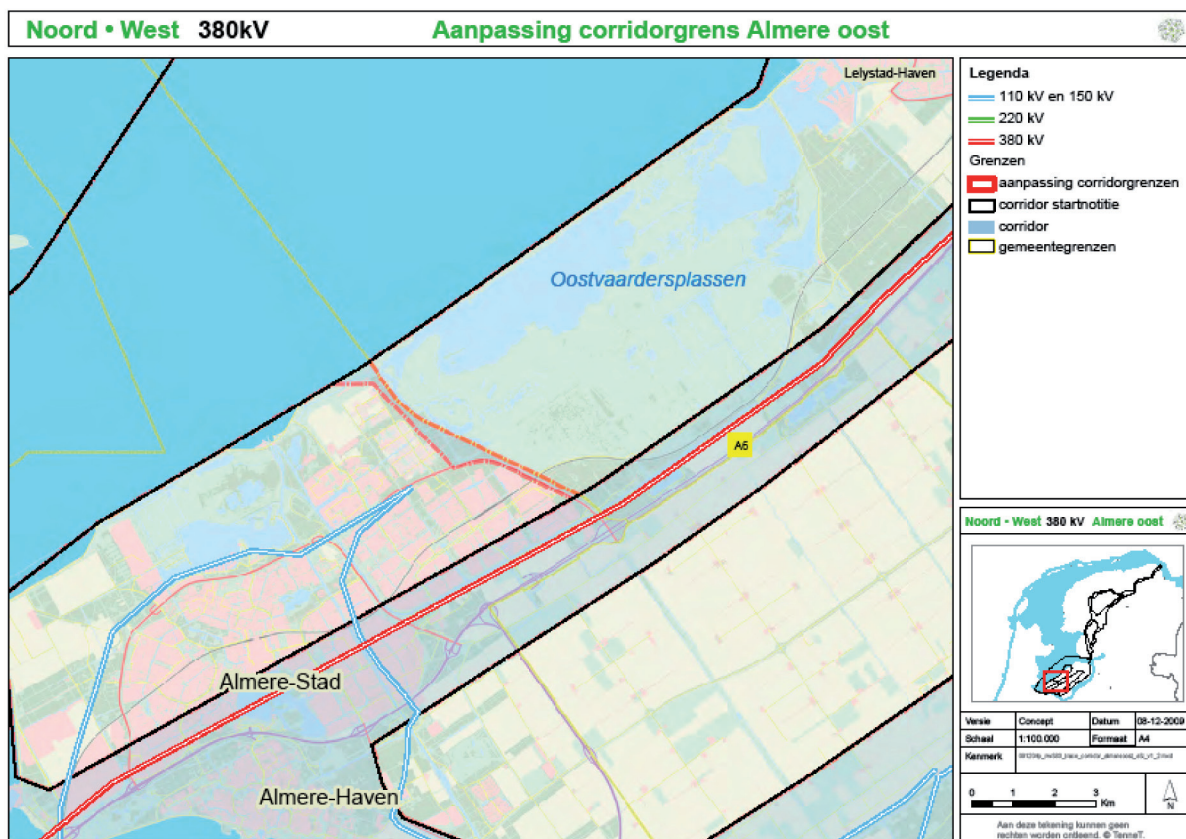 Noord • West 380kV Aanpassing corridorgrens Almere oost
Lelystad-Haven
Oostvaardersplassen
A6
Almere-Stad
Almere-Haven
Legenda
110 kV en 150 kV
220 kV
380 kV
Grenzen
aanpassing corridorgrenzen
corridor startnotitie
corridor
gemeentegrenzen
Noord • West 380 kV Almere oost
Versie Concept Datum 08-12-2009
Schaal 1:100.000 Formaat A4
Kenmerk
0 1 2 3
Km
N
Aan deze tekening kunnen geen
rechten worden ontleend. © TenneT.